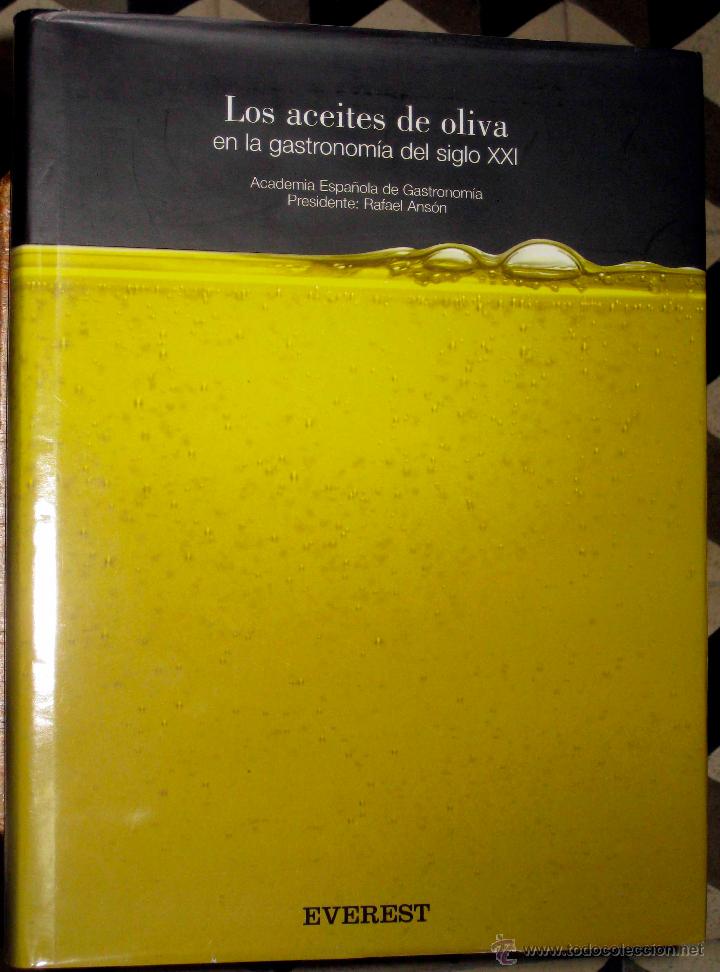 Los aceites de oliva
en la gastronomía del siglo XXI
Academia Española de Gastronomía
Presidente: Rafael Ansón
EVEREST
www.todocoleccion.net